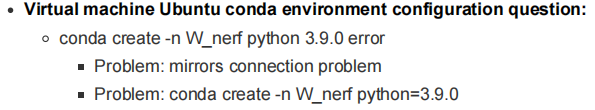 Virtual machine Ubuntu conda environment configuration question:
conda create -n W_nerf python 3.9.0 error
Problem: mirrors connection problem
Problem: conda create -n W_nerf python=3.9.0